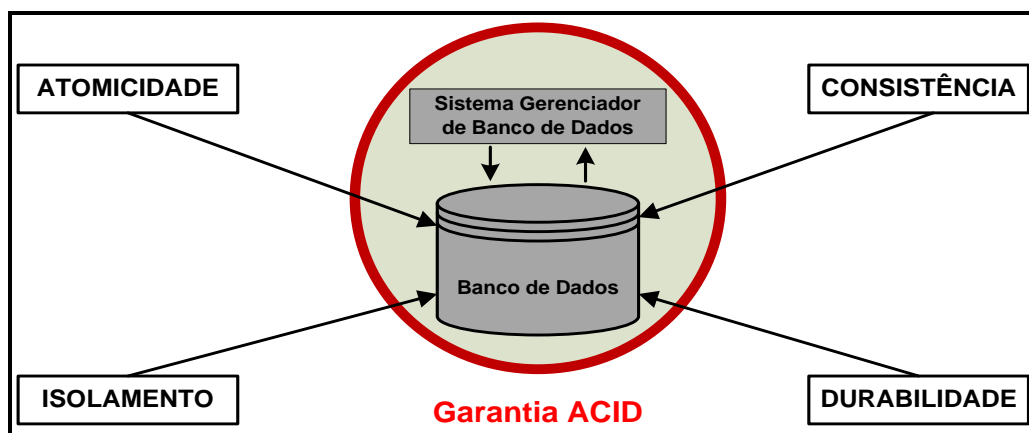 ATOMICIDADE
CONSISTÊNCIA
Sistema Gerenciador
de Banco de Dados
Banco de Dados
ISOLAMENTO
DURABILIDADE
Garantia ACID